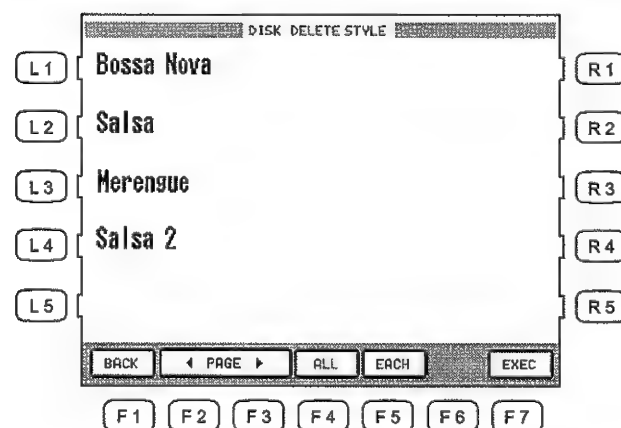 DISK DELETE STYLE
L1 Bossa Nova R1
L2 Salsa R2
L3 Merengue R3
L4 Salsa 2 R4
L5 R5
BACK ◄ PAGE ► ALL EACH EXEC
F1 F2 F3 F4 F5 F6 F7